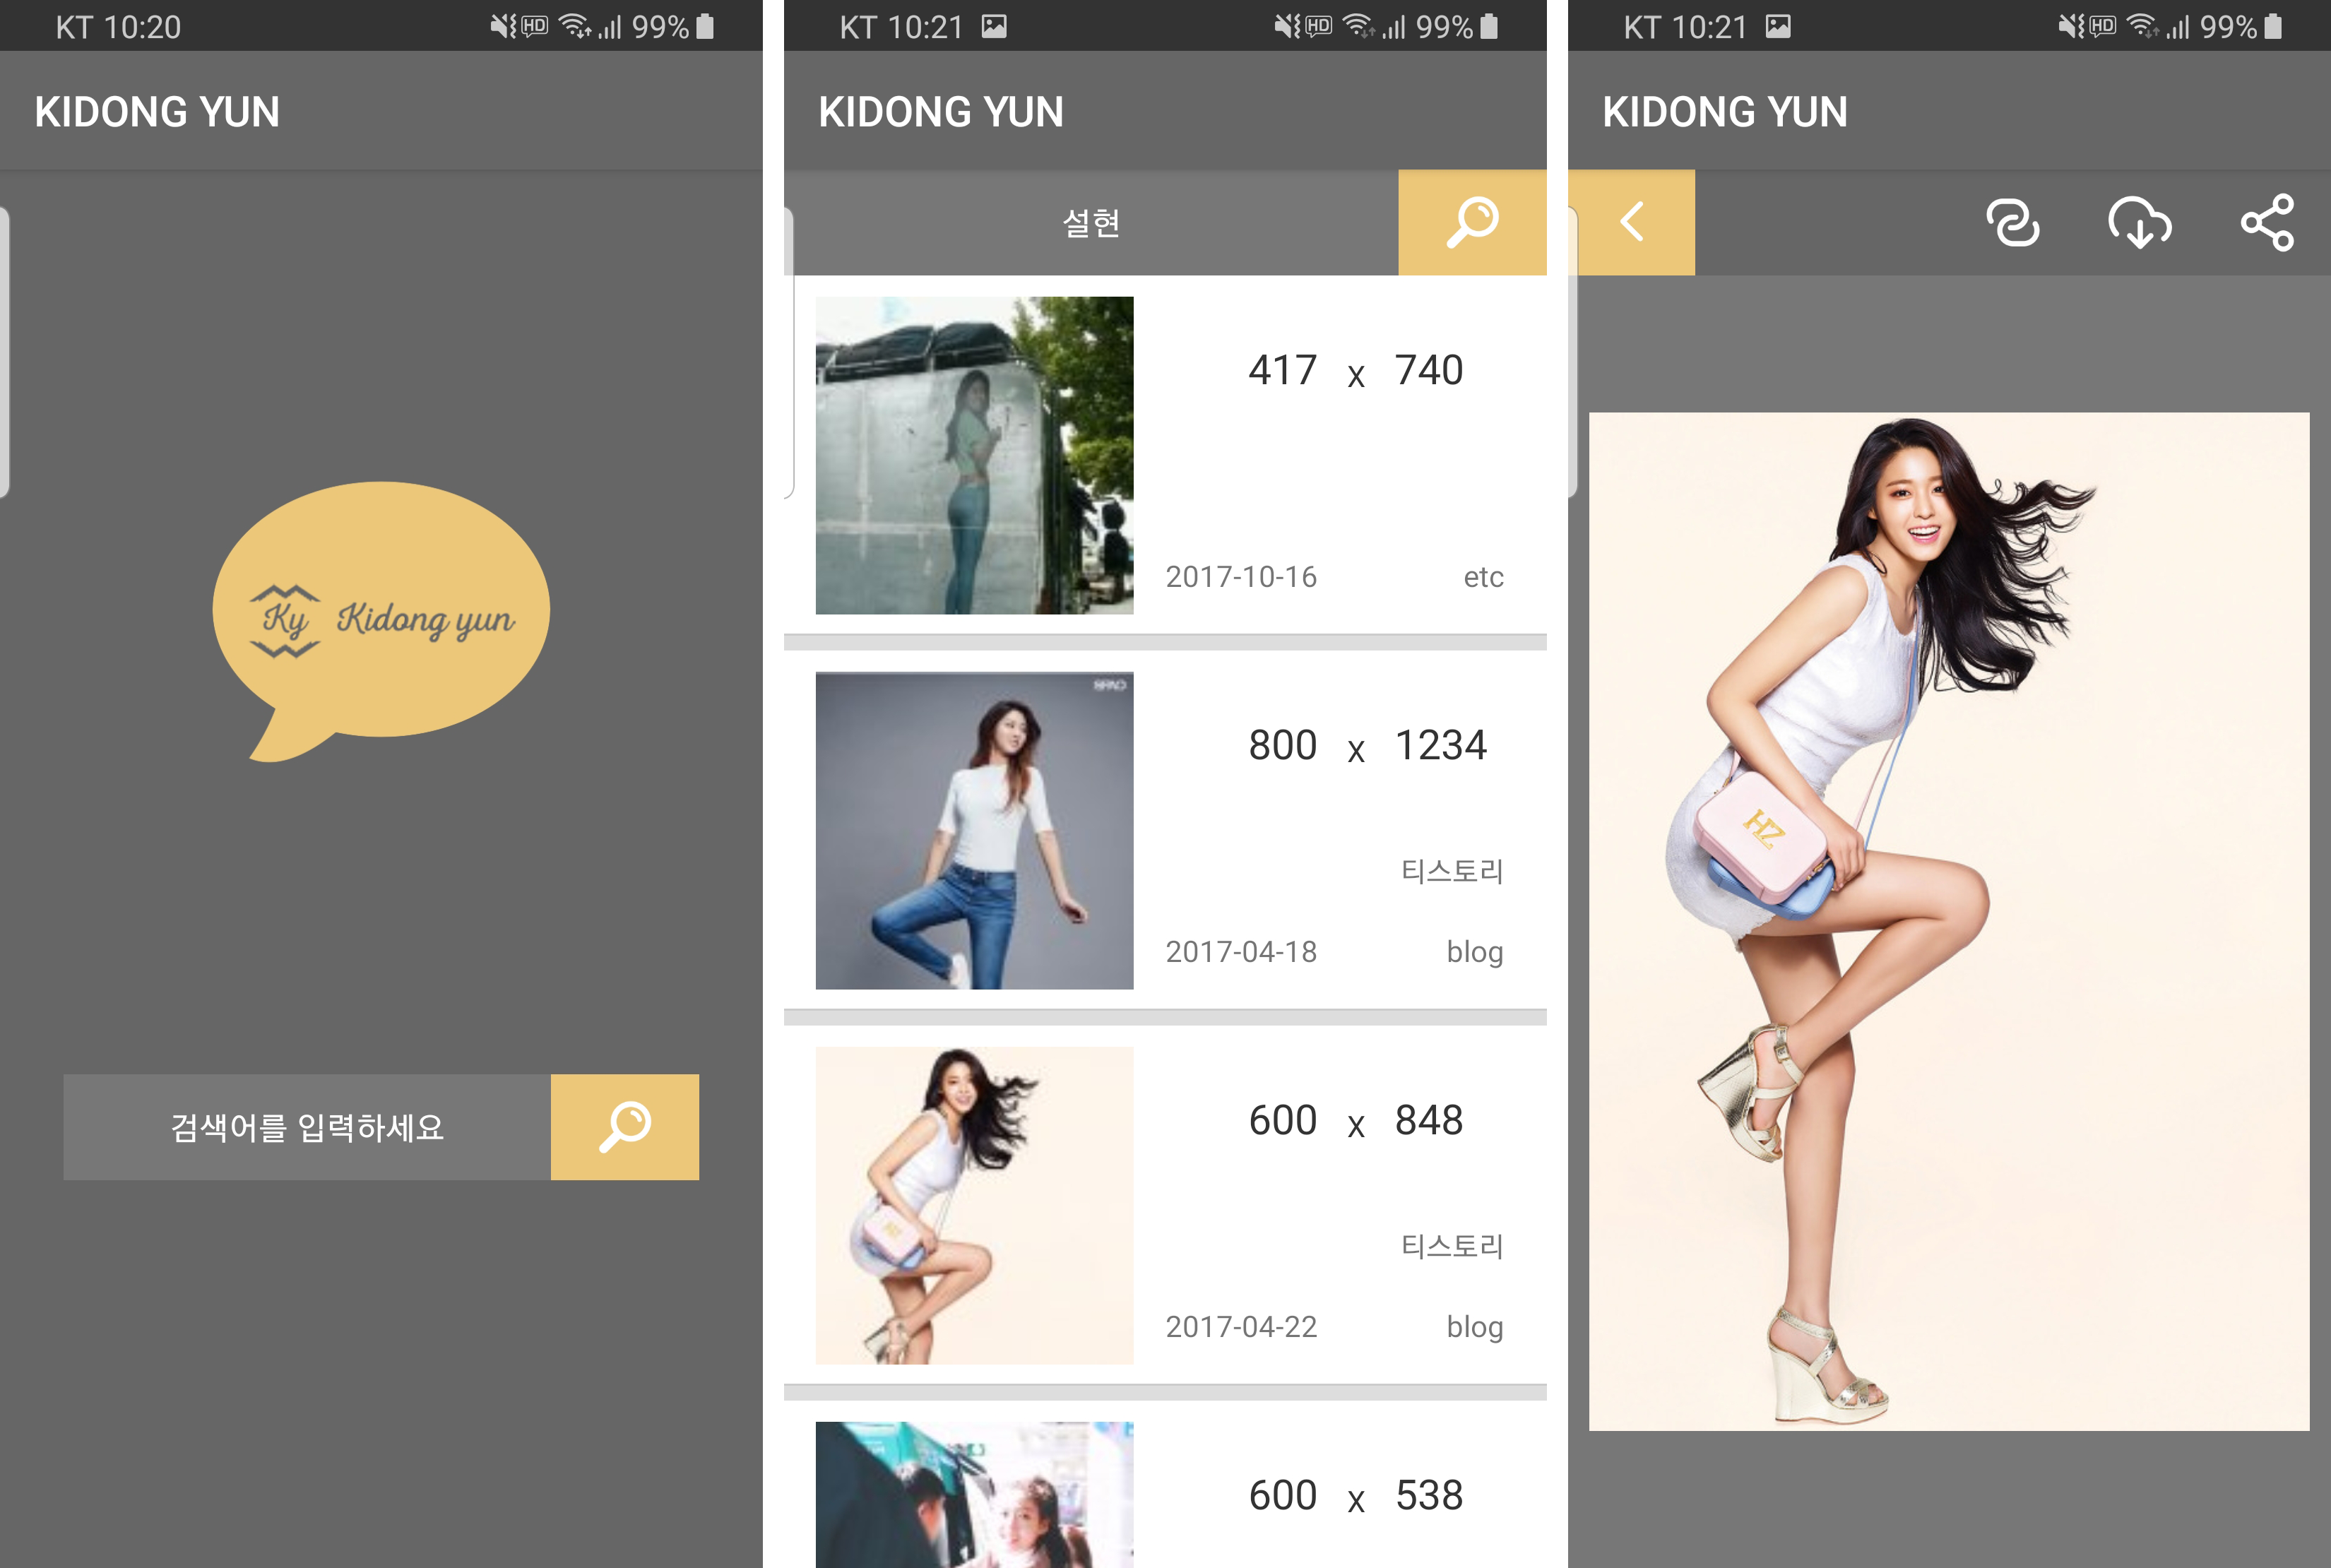 KT 10:20
HD
99%
KIDONG YUN
Ky
Kidong yun
검색어를 입력하세요
KT 10:21
HD
99%
KIDONG YUN
설현
417 x 740
2017-10-16 etc
800 x 1234
티스토리
2017-04-18 blog
600 x 848
티스토리
2017-04-22 blog
600 x 538
KT 10:21
HD
99%
KIDONG YUN
HZ